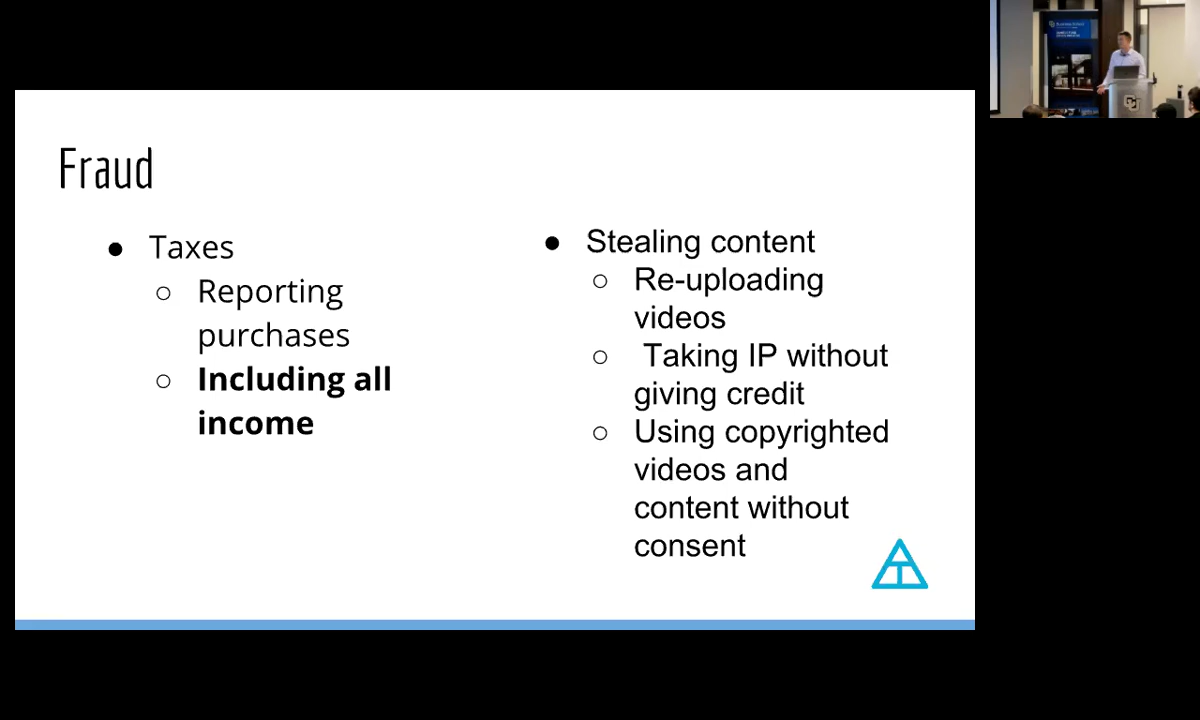 Fraud
● Taxes
○ Reporting
purchases
○ Including all
income
● Stealing content
○ Re-uploading
videos
○ Taking IP without
giving credit
○ Using copyrighted
videos and
content without
consent